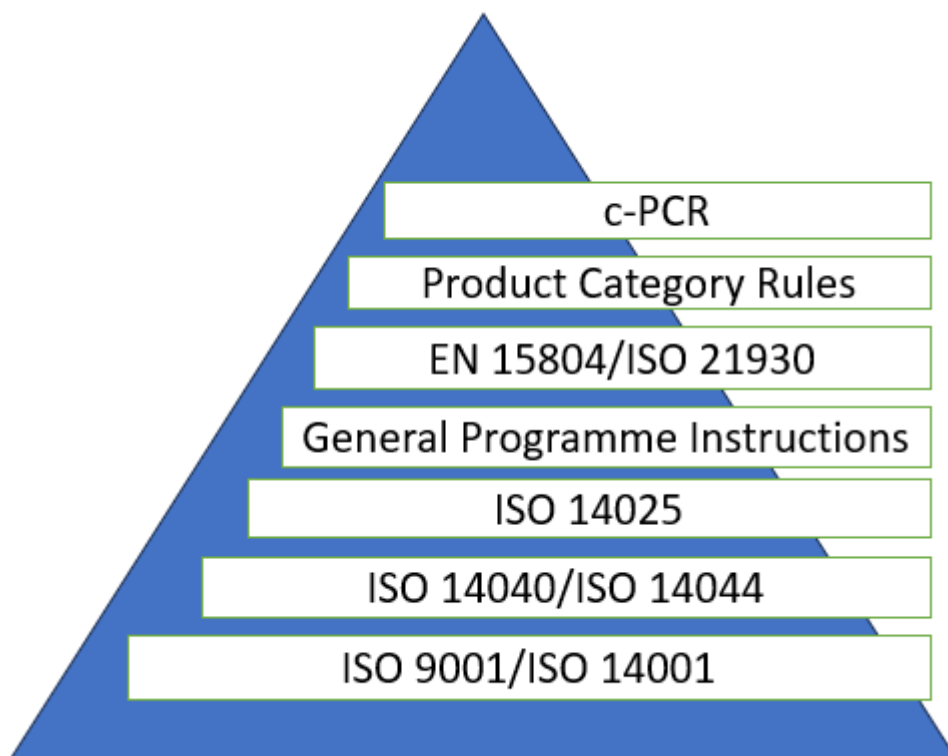 c-PCR
Product Category Rules
EN 15804/ISO 21930
General Programme Instructions
ISO 14025
ISO 14040/ISO 14044
ISO 9001/ISO 14001